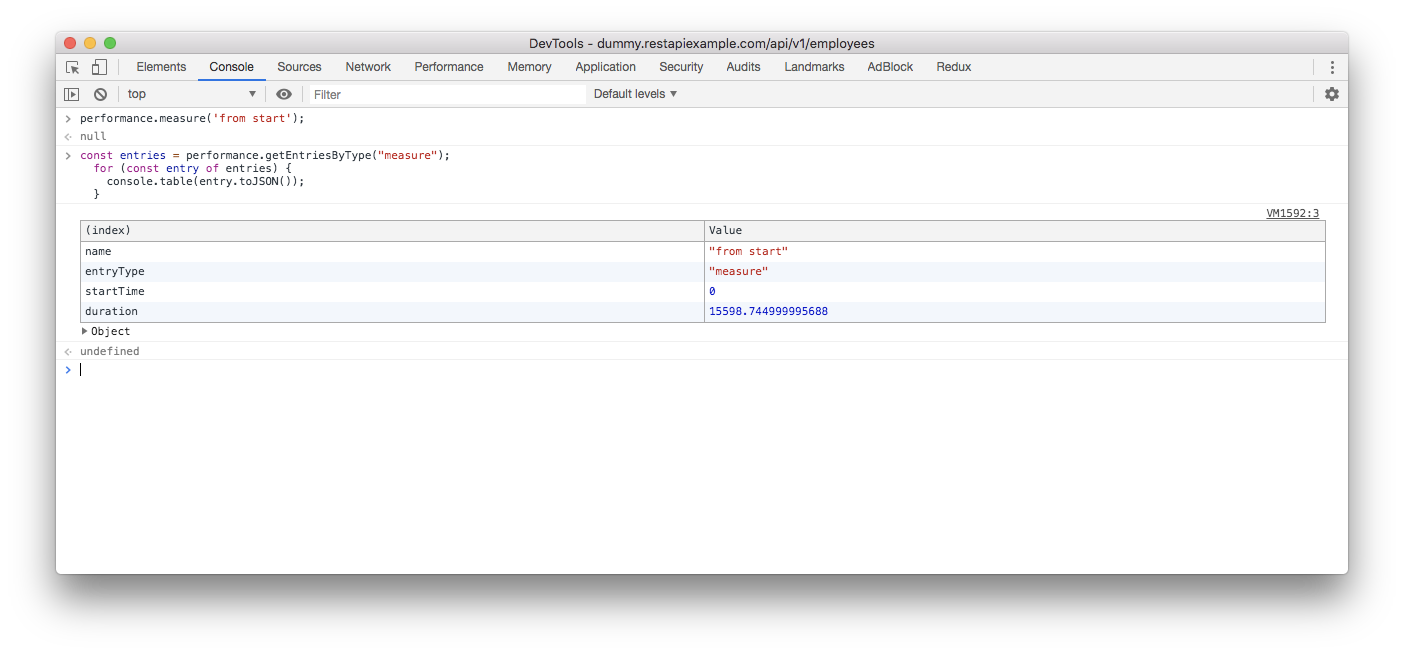 DevTools - dummy.restapiexample.com/api/v1/employees
Elements Console Sources Network Performance Memory Application Security Audits Landmarks AdBlock Redux
top Filter Default levels
performance.measure('from start');
null
const entries = performance.getEntriesByType("measure");
for (const entry of entries) {
console.table(entry.toJSON());
}
VM1592:3
(index) Value
name "from start"
entryType "measure"
startTime 0
duration 15598.744999995688
Object
undefined